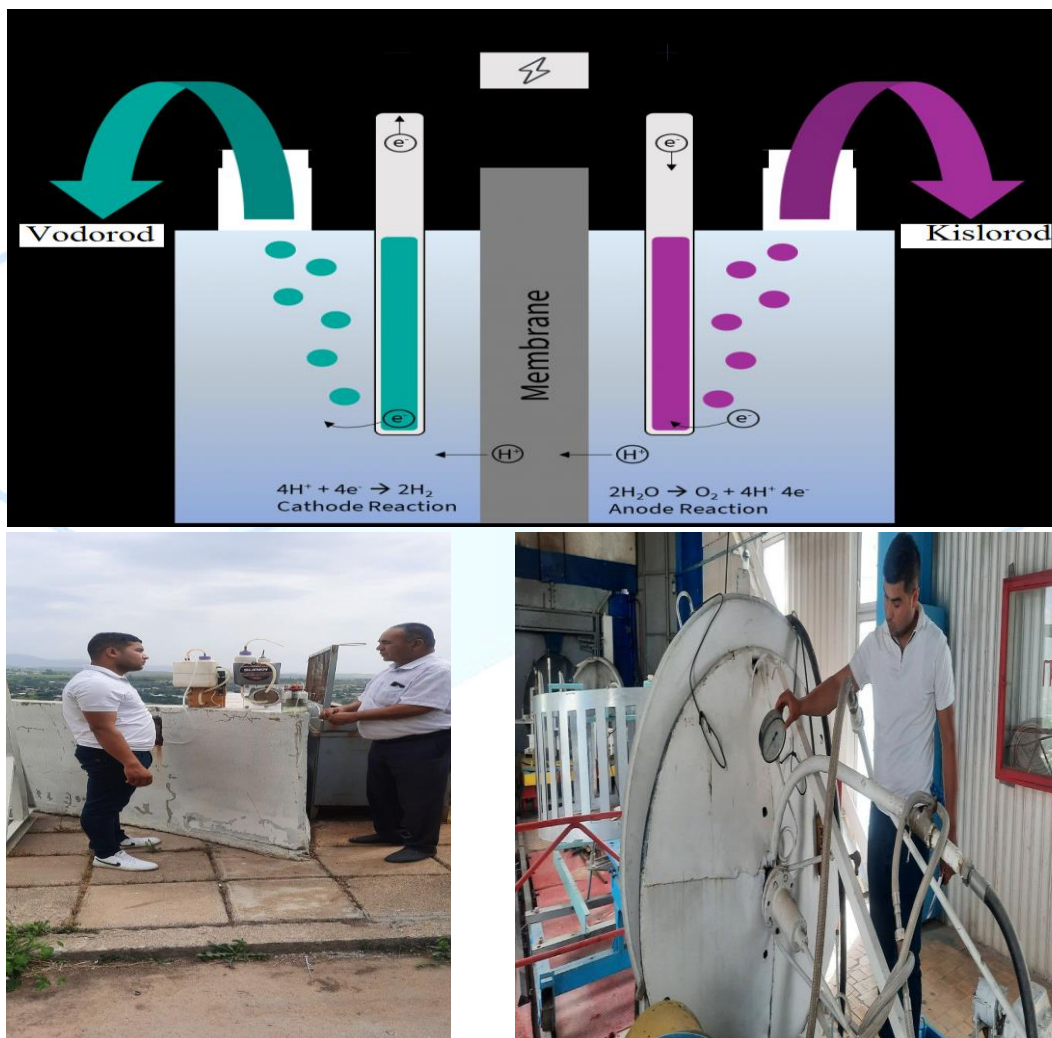 Vodorod
Kislorod
e⁻
e⁻
Membrane
e⁻
e⁻
H⁺
H⁺
4H⁺ + 4e⁻ → 2H₂
Cathode Reaction
2H₂O → O₂ + 4H⁺ 4e⁻
Anode Reaction